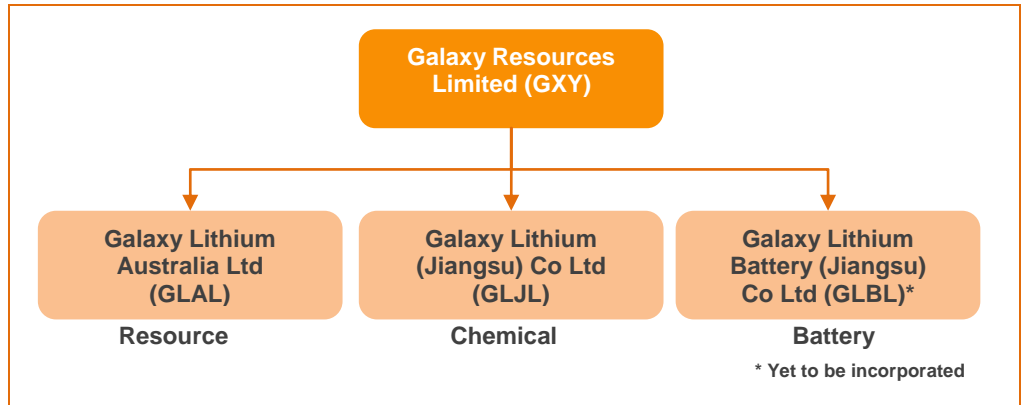 Galaxy Resources
Limited (GXY)
Galaxy Lithium
Australia Ltd
(GLAL)
Galaxy Lithium
(Jiangsu) Co Ltd
(GLJL)
Galaxy Lithium
Battery (Jiangsu)
Co Ltd (GLBL)*
Resource
Chemical
Battery
* Yet to be incorporated